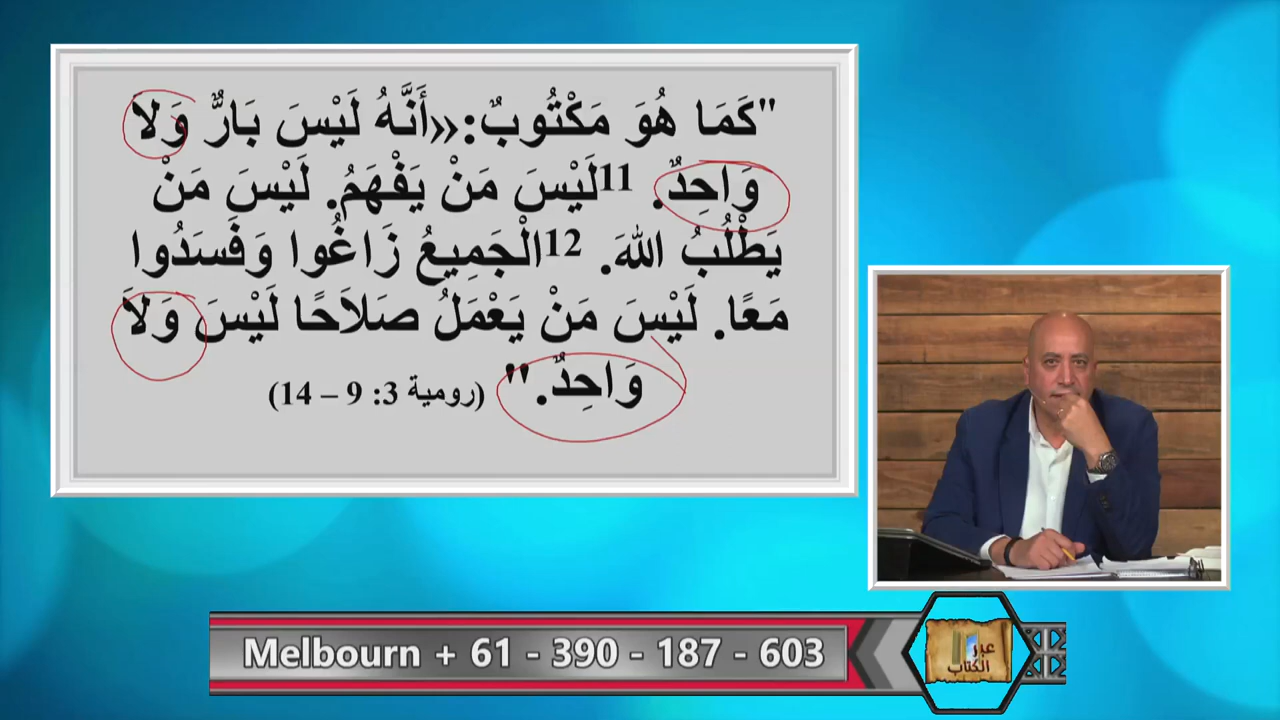 "كَمَا هُوَ مَكْتُوبٌ:«أَنَّهُ لَيْسَ بَارٌّ وَلا
وَاحِدٌ. 11لَيْسَ مَنْ يَفْهَمُ. لَيْسَ مَنْ
يَطْلُبُ اللهَ. 12الْجَمِيعُ زَاغُوا وَفَسَدُوا
مَعًا. لَيْسَ مَنْ يَعْمَلُ صَلاَحًا لَيْسَ وَلاَ
وَاحِدٌ." (رومية 3: 9 – 14)
Melbourn + 61 - 390 - 187 - 603
عبر
الكتاب